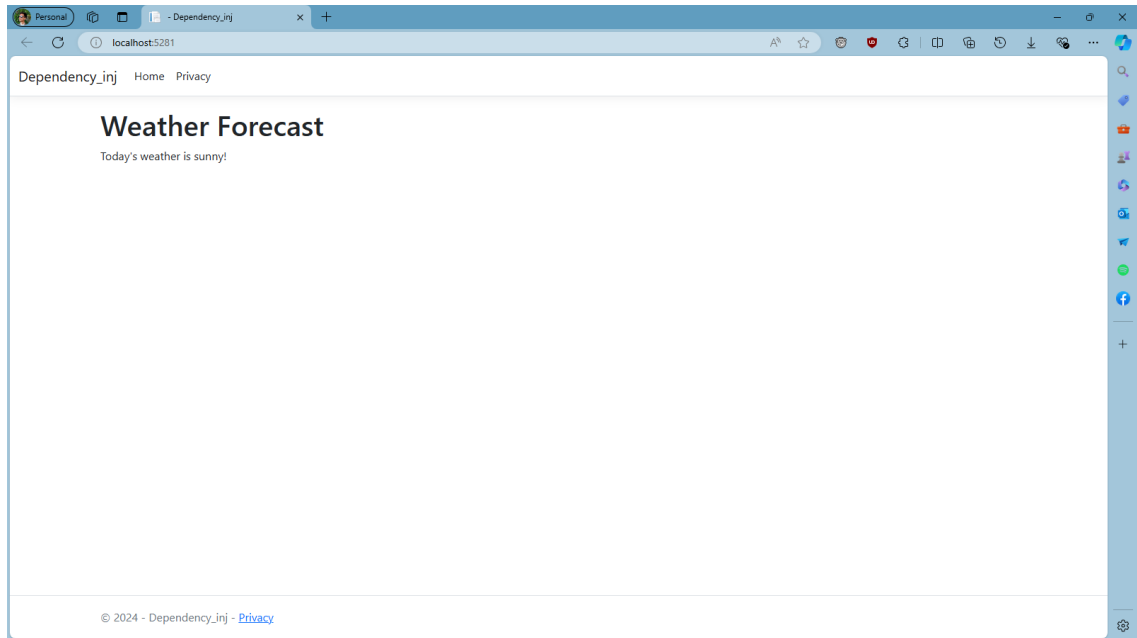 Personal
- Dependency_inj
localhost:5281
Dependency_inj Home Privacy
Weather Forecast
Today's weather is sunny!
© 2024 - Dependency_inj - Privacy